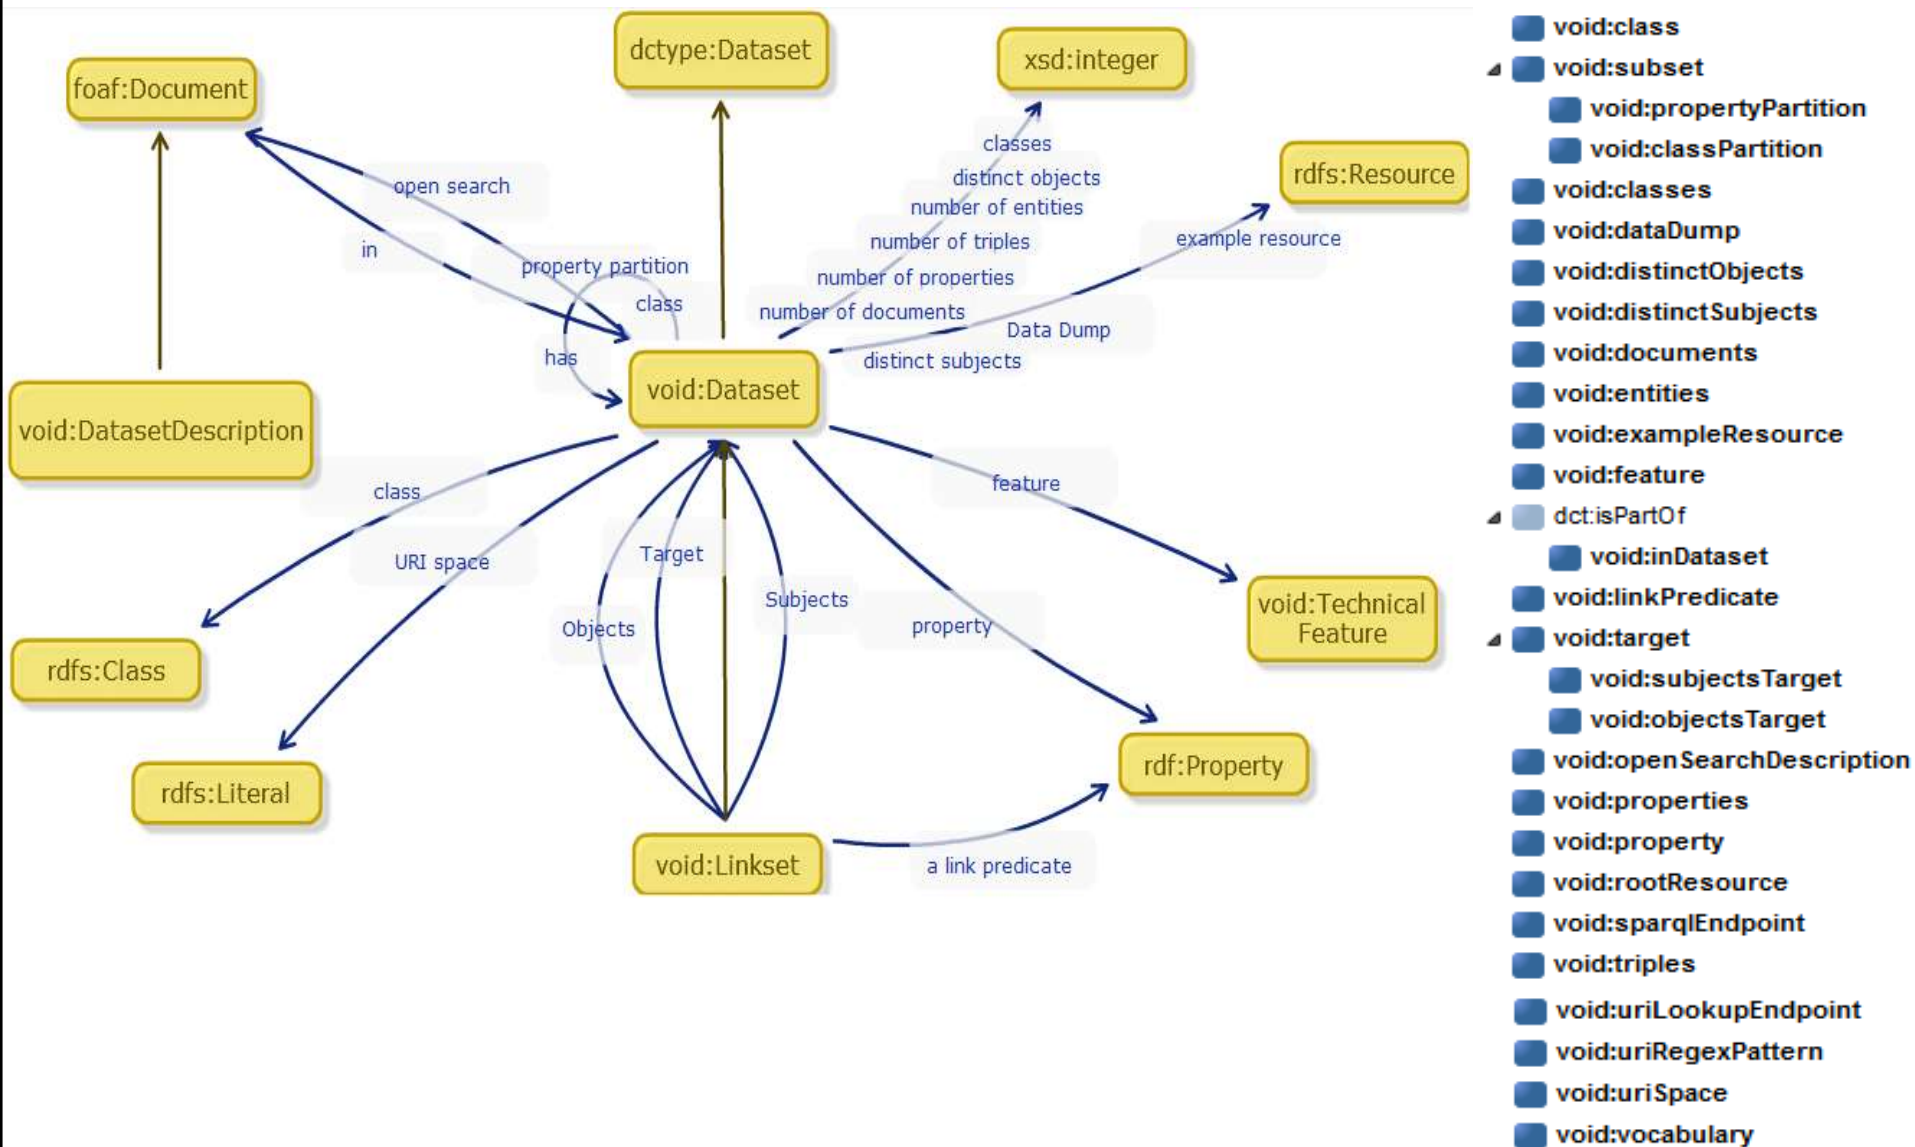 dctype:Dataset
xsd:integer
foaf:Document
classes
rdfs:Resource
distinct objects
open search
number of entities
example resource
number of triples
in
property partition
number of properties
class
number of documents
Data Dump
has
distinct subjects
void:Dataset
void:DatasetDescription
class
feature
Target
URI space
Subjects
void:Technical
Feature
Objects
property
rdfs:Class
rdf:Property
rdfs:Literal
void:Linkset
a link predicate
void:class
void:subset
void:propertyPartition
void:classPartition
void:classes
void:dataDump
void:distinctObjects
void:distinctSubjects
void:documents
void:entities
void:exampleResource
void:feature
dct:isPartOf
void:inDataset
void:linkPredicate
void:target
void:subjectsTarget
void:objectsTarget
void:openSearchDescription
void:properties
void:property
void:rootResource
void:sparqlEndpoint
void:triples
void:uriLookupEndpoint
void:uriRegexPattern
void:uriSpace
void:vocabulary